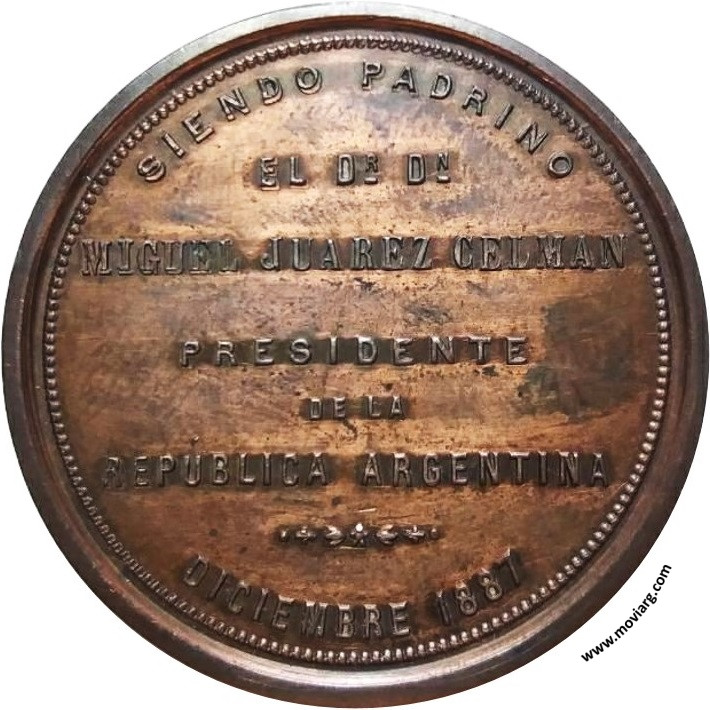 SIENDO PADRINO
EL DR DN
MIGUEL JUAREZ CELMAN
PRESIDENTE
DE LA
REPÚBLICA ARGENTINA
DICIEMBRE 1887
www.moviarg.com